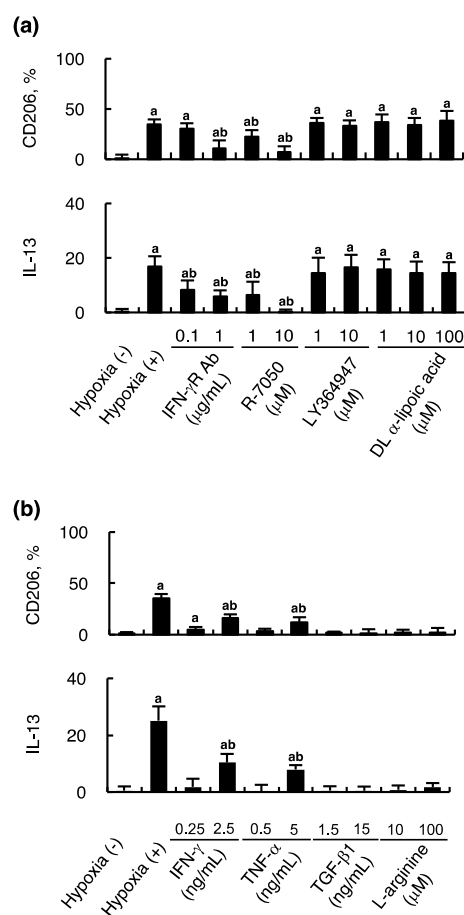 (a)
100
50
0
CD206, %
a
a
ab
ab
ab
a
a
a
a
a
40
20
0
IL-13
a
ab
ab
ab
ab
a
a
a
a
a
0.1 1 1 10 1 10 1 10 100
Hypoxia (-)
Hypoxia (+)
IFN-γR Ab
(μg/mL)
R-7050
(μM)
LY364947
(μM)
DL α-lipoic acid
(μM)
(b)
100
50
0
CD206, %
a
a
ab
ab
40
20
0
IL-13
a
ab
ab
0.25 2.5 0.5 5 1.5 15 10 100
Hypoxia (-)
Hypoxia (+)
IFN-γ
(ng/mL)
TNF-α
(ng/mL)
TGF-β1
(ng/mL)
L-arginine
(μM)